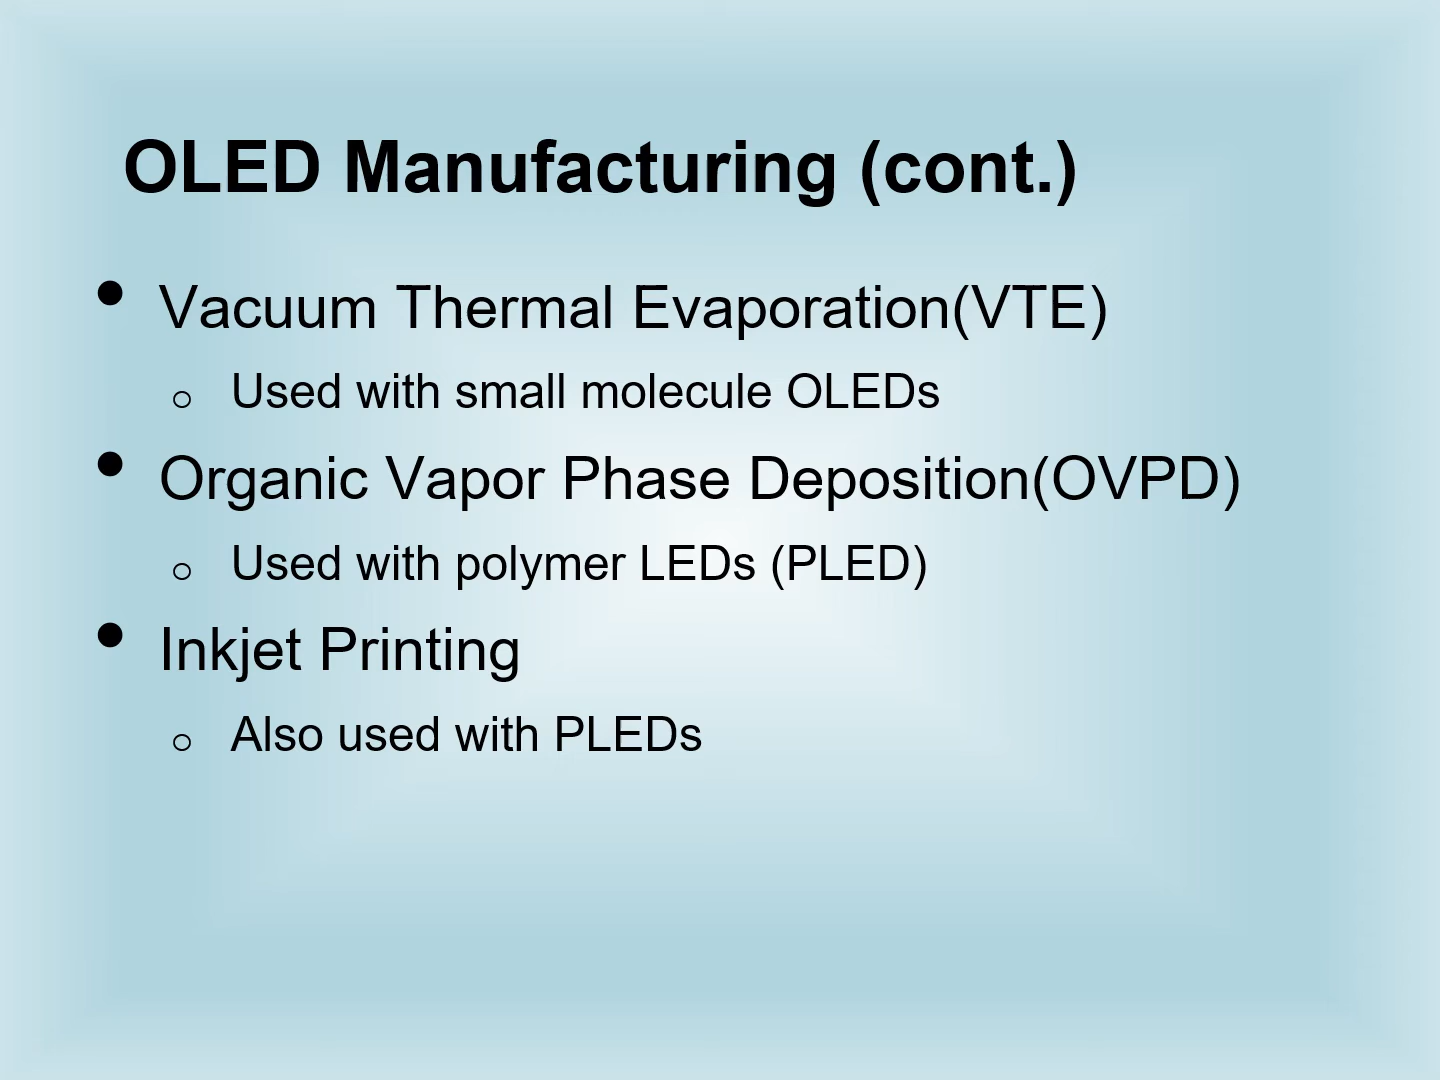 OLED Manufacturing (cont.)
• Vacuum Thermal Evaporation(VTE)
o Used with small molecule OLEDs
• Organic Vapor Phase Deposition(OVPD)
o Used with polymer LEDs (PLED)
• Inkjet Printing
o Also used with PLEDs